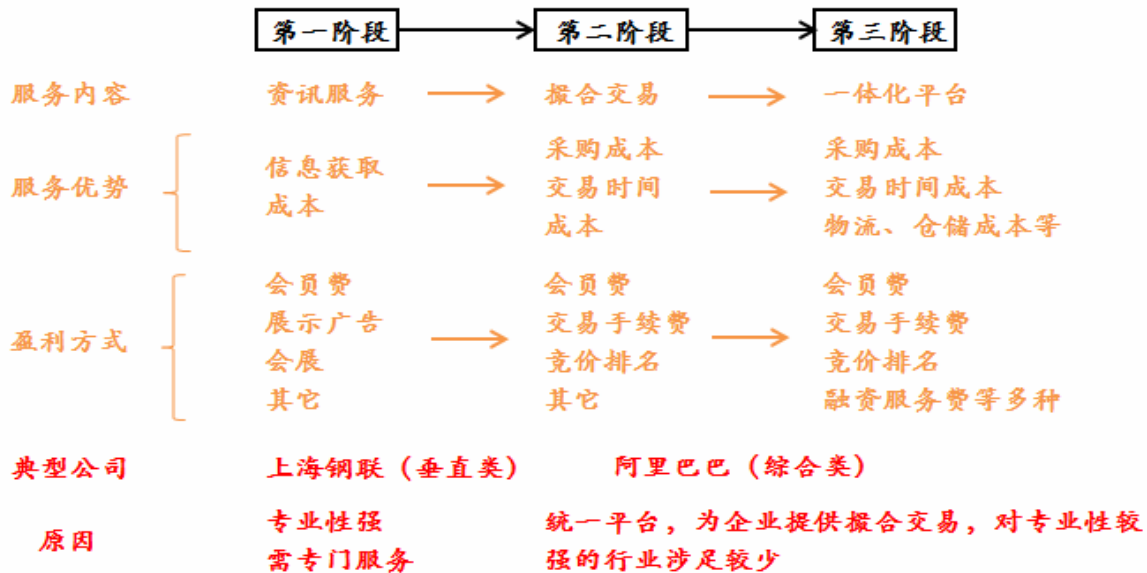 第一阶段 第二阶段 第三阶段
服务内容 资讯服务 撮合交易 一体化平台
服务优势
信息获取
成本
采购成本
交易时间
成本
采购成本
交易时间成本
物流、仓储成本等
盈利方式
会员费
展示广告
会展
其它
会员费
交易手续费
竞价排名
其它
会员费
交易手续费
竞价排名
融资服务费等多种
典型公司 上海钢联（垂直类） 阿里巴巴（综合类）
原因
专业性强
需专门服务
统一平台，为企业提供撮合交易，对专业性较
强的行业涉足较少